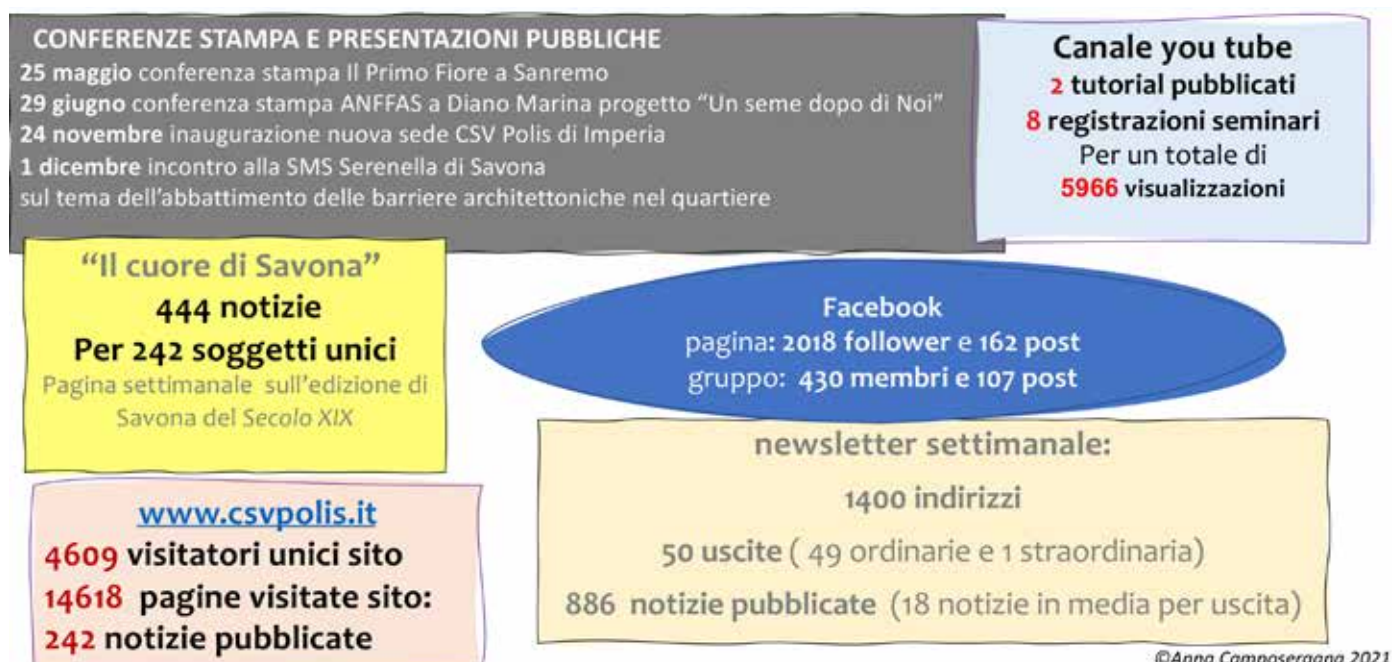 CONFERENZE STAMPA E PRESENTAZIONI PUBBLICHE
25 maggio conferenza stampa Il Primo Fiore a Sanremo
29 giugno conferenza stampa ANFFAS a Diano Marina progetto “Un seme dopo di Noi”
24 novembre inaugurazione nuova sede CSV Polis di Imperia
1 dicembre incontro alla SMS Serenella di Savona
sul tema dell’abbattimento delle barriere architettoniche nel quartiere
Canale you tube
2 tutorial pubblicati
8 registrazioni seminari
Per un totale di
5966 visualizzazioni
“Il cuore di Savona”
444 notizie
Per 242 soggetti unici
Pagina settimanale sull’edizione di
Savona del Secolo XIX
Facebook
pagina: 2018 follower e 162 post
gruppo: 430 membri e 107 post
www.csvpolis.it
4609 visitatori unici sito
14618 pagine visitate sito:
242 notizie pubblicate
newsletter settimanale:
1400 indirizzi
50 uscite ( 49 ordinarie e 1 straordinaria)
886 notizie pubblicate (18 notizie in media per uscita)
©Anna Camposeragna 2021